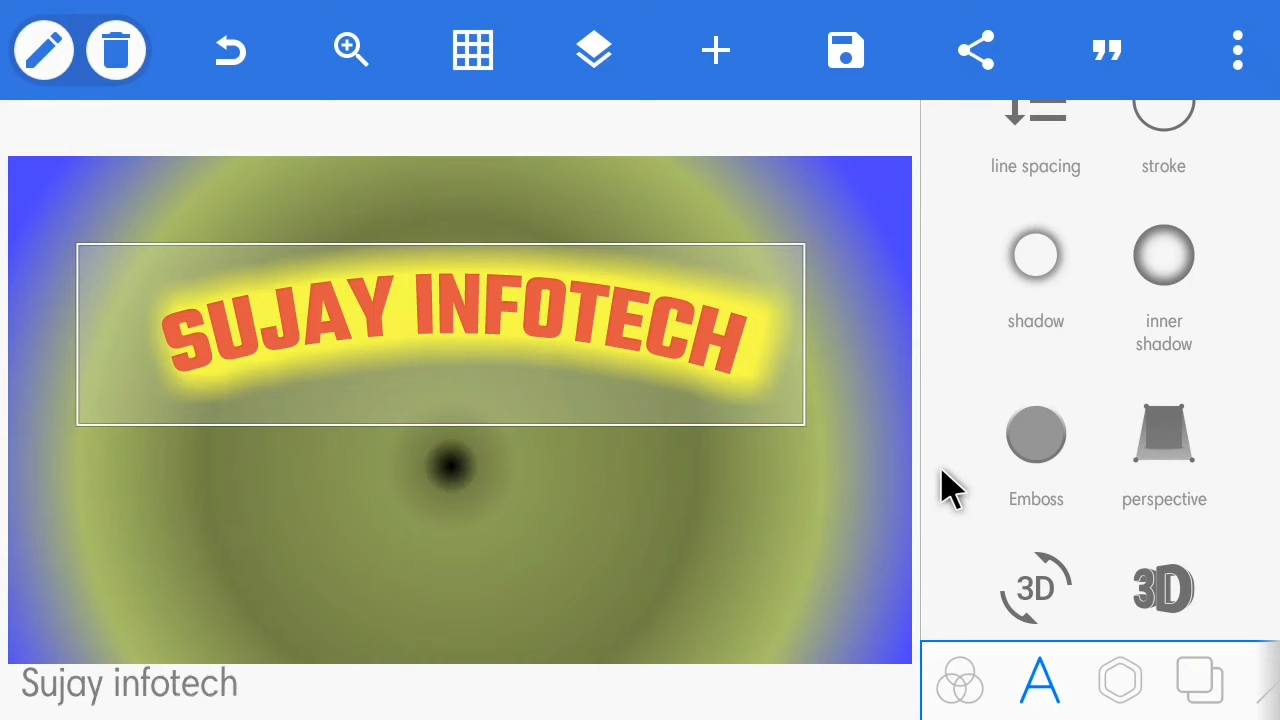 line spacing
stroke
SUJAY INFOTECH
shadow
inner
shadow
Emboss
perspective
3D
3D
Sujay infotech
A